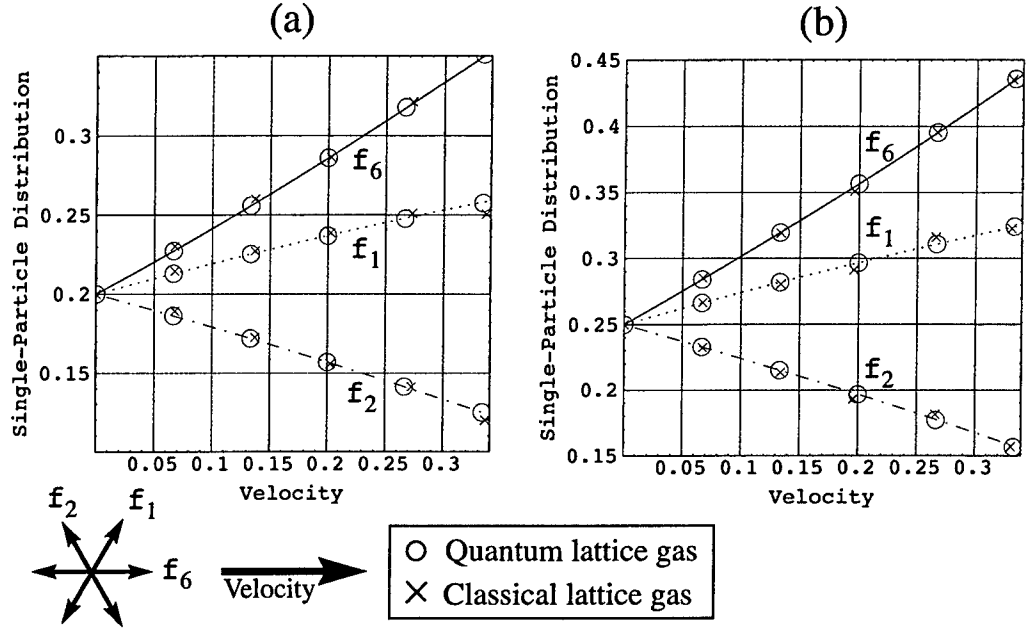 (a)
Single-Particle Distribution
0.3
0.25
0.2
0.15
f6
f1
f2
0.05 0.1 0.15 0.2 0.25 0.3
Velocity
(b)
Single-Particle Distribution
0.45
0.4
0.35
0.3
0.25
0.2
0.15
f6
f1
f2
0.05 0.1 0.15 0.2 0.25 0.3
Velocity
f2 f1
f6
Velocity
Quantum lattice gas
Classical lattice gas